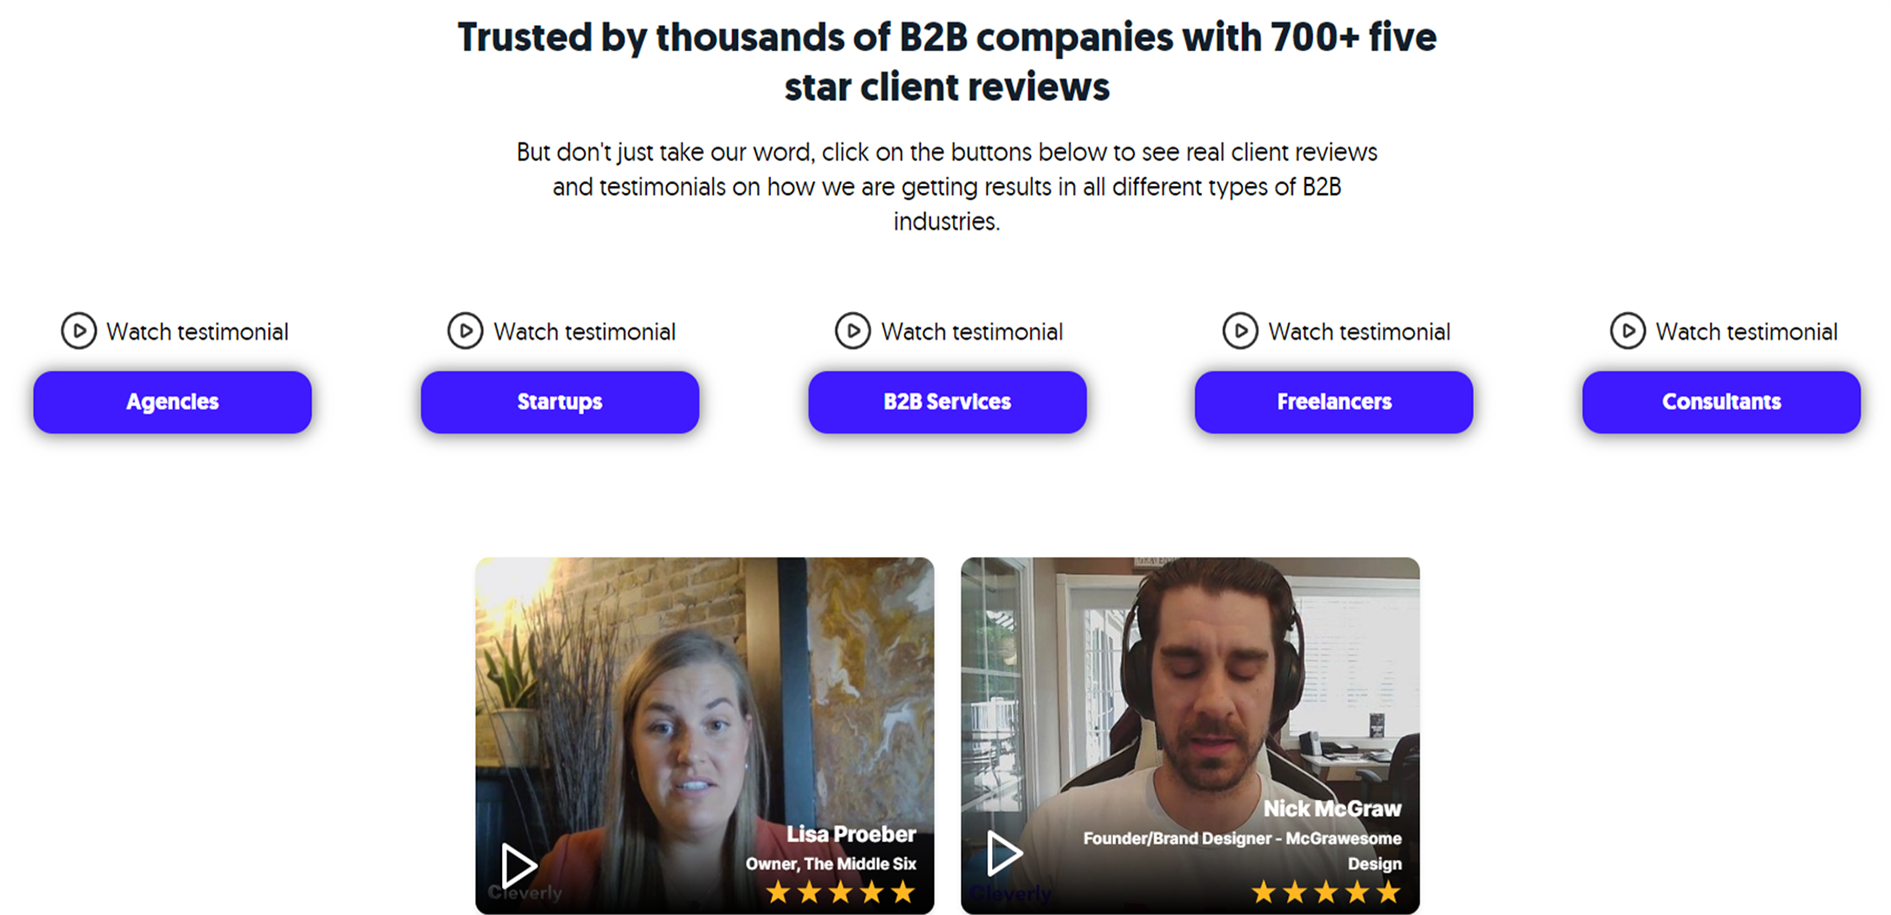 Trusted by thousands of B2B companies with 700+ five
star client reviews
But don't just take our word, click on the buttons below to see real client reviews
and testimonials on how we are getting results in all different types of B2B
industries.
Watch testimonial
Agencies
Watch testimonial
Startups
Watch testimonial
B2B Services
Watch testimonial
Freelancers
Watch testimonial
Consultants
Lisa Proeber
Owner, The Middle Six
Cleverly
Nick McGraw
Founder/Brand Designer - McGrawesome
Design
Cleverly